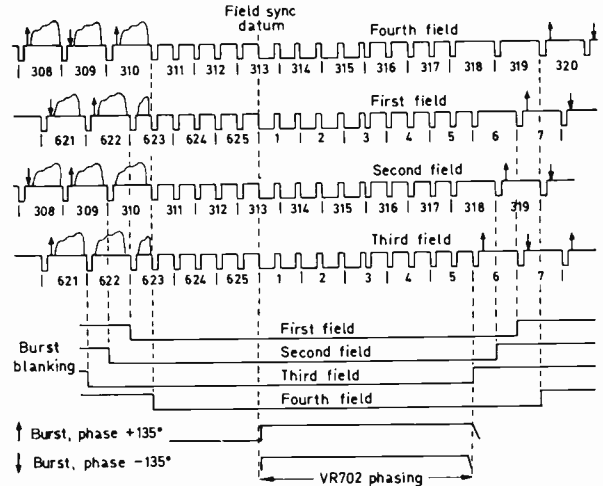 Field sync
datum
Fourth field
308 309 310 311 312 313 314 315 316 317 318 319 320
First field
621 622 623 624 625 1 2 3 4 5 6 7
Second field
308 309 310 311 312 313 314 315 316 317 318 319
Third field
621 622 623 624 625 1 2 3 4 5 6 7
Burst
blanking
First field
Second field
Third field
Fourth field
↑ Burst, phase +135°
↓ Burst, phase −135°
VR702 phasing